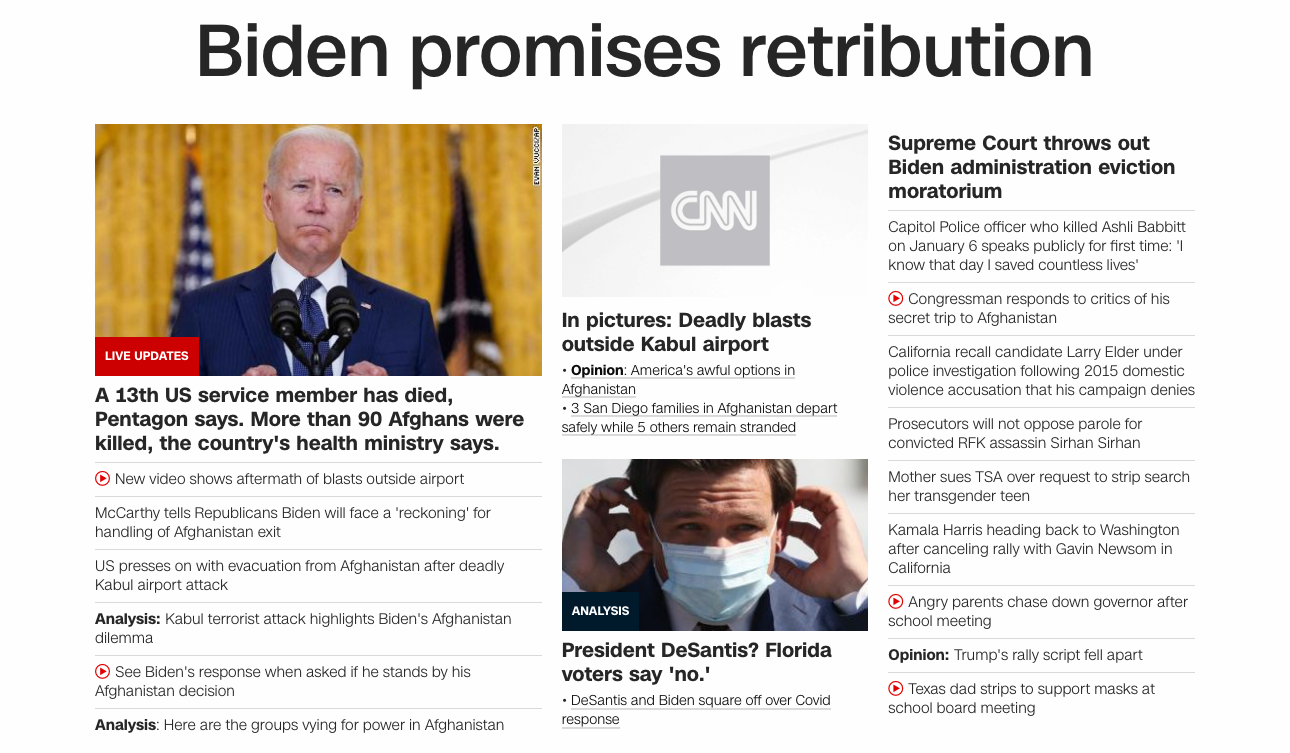 Biden promises retribution
EVAN VUCCI/AP
LIVE UPDATES
A 13th US service member has died,
Pentagon says. More than 90 Afghans were
killed, the country's health ministry says.
New video shows aftermath of blasts outside airport
McCarthy tells Republicans Biden will face a 'reckoning' for
handling of Afghanistan exit
US presses on with evacuation from Afghanistan after deadly
Kabul airport attack
Analysis: Kabul terrorist attack highlights Biden's Afghanistan
dilemma
See Biden's response when asked if he stands by his
Afghanistan decision
Analysis: Here are the groups vying for power in Afghanistan
CNN
In pictures: Deadly blasts
outside Kabul airport
• Opinion: America's awful options in
Afghanistan
• 3 San Diego families in Afghanistan depart
safely while 5 others remain stranded
ANALYSIS
President DeSantis? Florida
voters say 'no.'
• DeSantis and Biden square off over Covid
response
Supreme Court throws out
Biden administration eviction
moratorium
Capitol Police officer who killed Ashli Babbitt
on January 6 speaks publicly for first time: 'I
know that day I saved countless lives'
Congressman responds to critics of his
secret trip to Afghanistan
California recall candidate Larry Elder under
police investigation following 2015 domestic
violence accusation that his campaign denies
Prosecutors will not oppose parole for
convicted RFK assassin Sirhan Sirhan
Mother sues TSA over request to strip search
her transgender teen
Kamala Harris heading back to Washington
after canceling rally with Gavin Newsom in
California
Angry parents chase down governor after
school meeting
Opinion: Trump's rally script fell apart
Texas dad strips to support masks at
school board meeting